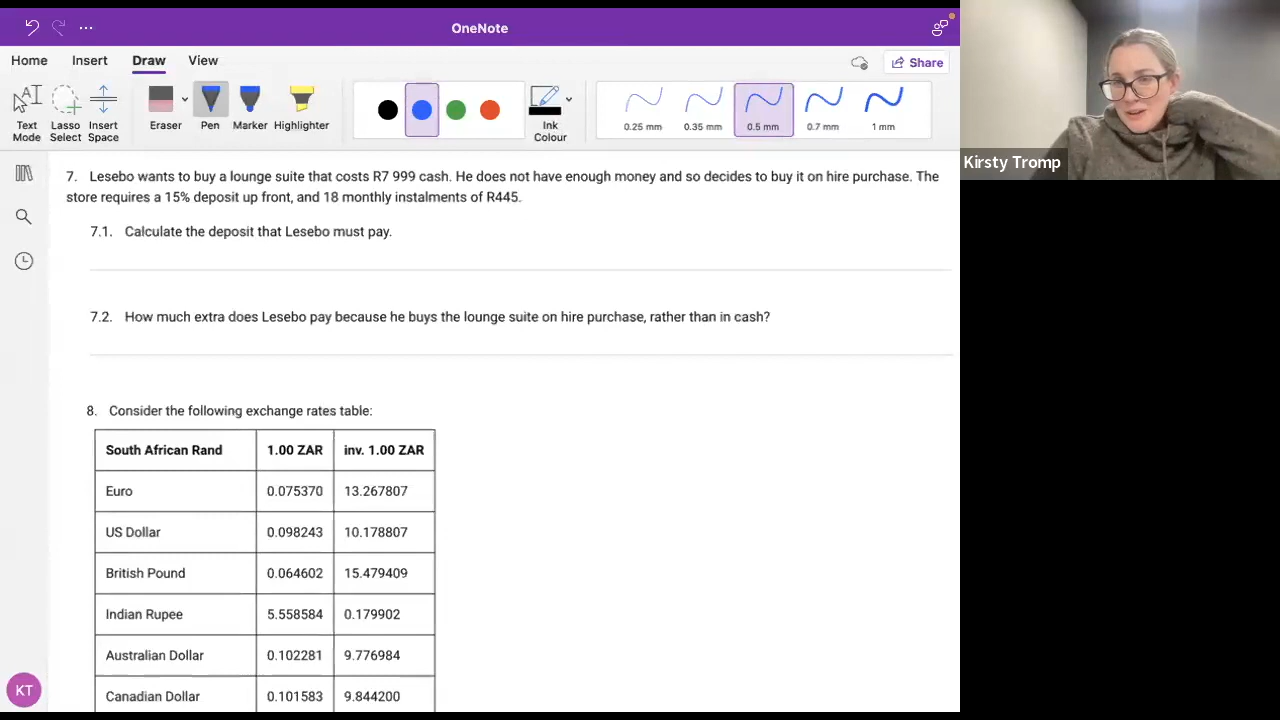 OneNote
Home Insert Draw View
Share
Text Mode
Lasso Select
Insert Space
Eraser
Pen
Marker
Highlighter
Ink Colour
0.25 mm
0.35 mm
0.5 mm
0.7 mm
1 mm
Kirsty Tromp
7. Lesebo wants to buy a lounge suite that costs R7 999 cash. He does not have enough money and so decides to buy it on hire purchase. The
store requires a 15% deposit up front, and 18 monthly instalments of R445.
7.1. Calculate the deposit that Lesebo must pay.
7.2. How much extra does Lesebo pay because he buys the lounge suite on hire purchase, rather than in cash?
8. Consider the following exchange rates table:
South African Rand 1.00 ZAR inv. 1.00 ZAR
Euro 0.075370 13.267807
US Dollar 0.098243 10.178807
British Pound 0.064602 15.479409
Indian Rupee 5.558584 0.179902
Australian Dollar 0.102281 9.776984
Canadian Dollar 0.101583 9.844200
KT